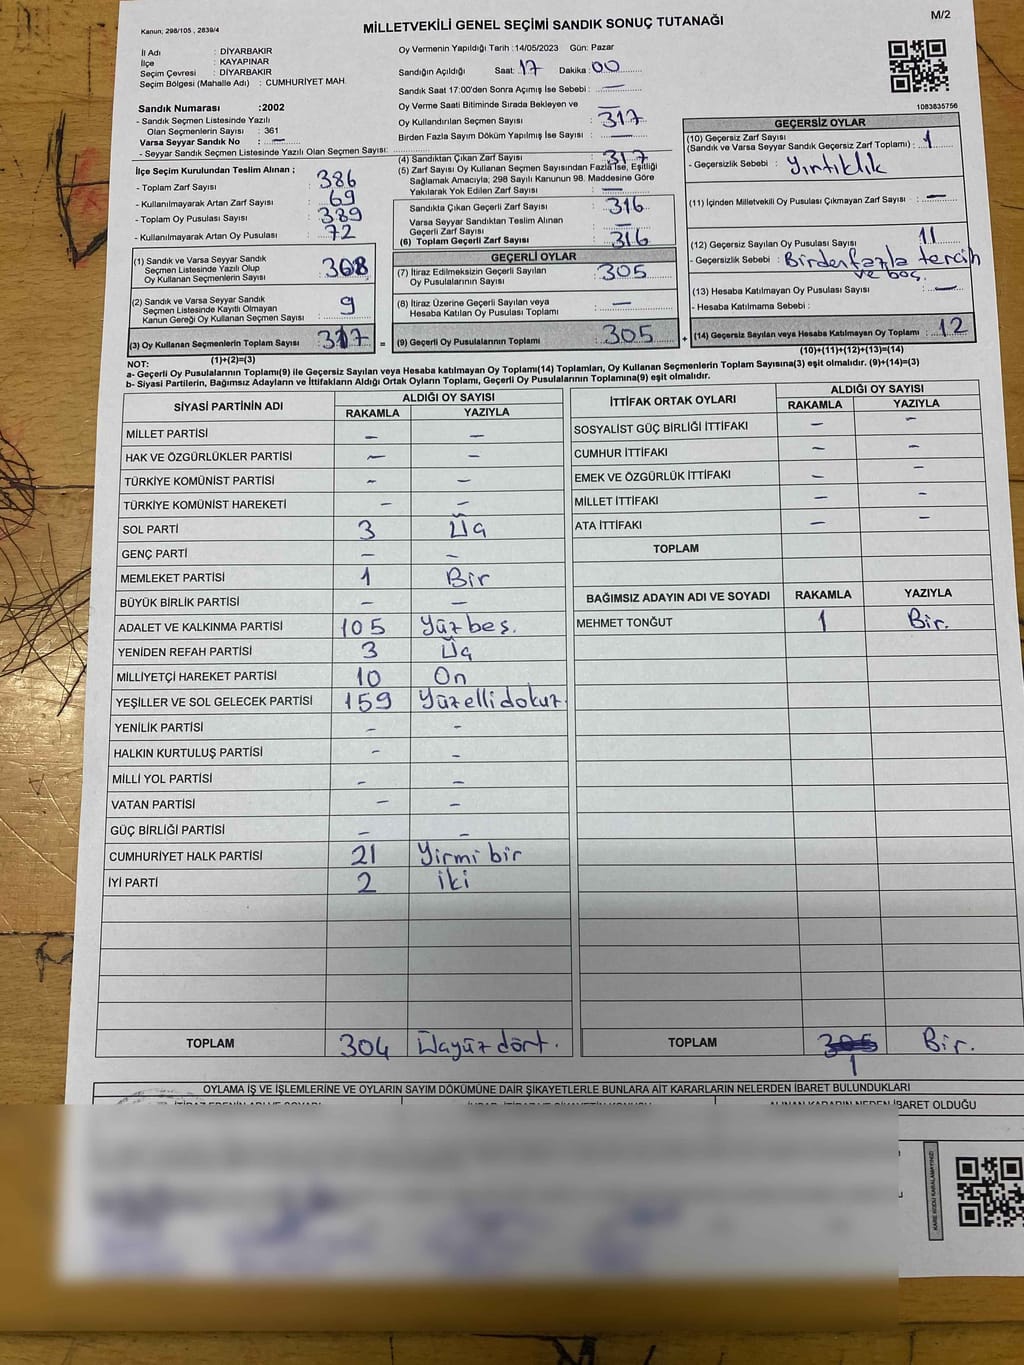 Kanun; 298/105 , 2839/4
MİLLETVEKİLİ GENEL SEÇİMİ SANDIK SONUÇ TUTANAĞI
M/2
İl Adı : DİYARBAKIR
İlçe : KAYAPINAR
Seçim Çevresi : DİYARBAKIR
Seçim Bölgesi (Mahalle Adı) : CUMHURİYET MAH.
Sandık Numarası :2002
- Sandık Seçmen Listesinde Yazılı
Olan Seçmenlerin Sayısı : 361
Varsa Seyyar Sandık No : —
- Seyyar Sandık Seçmen Listesinde Yazılı Olan Seçmen Sayısı:
Oy Vermenin Yapıldığı Tarih :14/05/2023 Gün: Pazar
Sandığın Açıldığı Saat: 17 Dakika: 00
Sandık Saat 17:00'den Sonra Açımış İse Sebebi : —
Oy Verme Saati Bitiminde Sırada Bekleyen ve : —
Oy Kullandırılan Seçmen Sayısı : 317
Birden Fazla Sayım Döküm Yapılmış İse Sayısı : —
1083835756
İlçe Seçim Kurulundan Teslim Alınan ;
- Toplam Zarf Sayısı : 386
- Kullanılmayarak Artan Zarf Sayısı : 69
- Toplam Oy Pusulası Sayısı : 389
- Kullanılmayarak Artan Oy Pusulası : 72
(1) Sandık ve Varsa Seyyar Sandık
Seçmen Listesinde Yazılı Olup
Oy Kullanan Seçmenlerin Sayısı : 308
(2) Sandık ve Varsa Seyyar Sandık
Seçmen Listesinde Kayıtlı Olmayan
Kanun Gereği Oy Kullanan Seçmen Sayısı : 9
(3) Oy Kullanan Seçmenlerin Toplam Sayısı : 317 =
(1)+(2)=(3)
(4) Sandıktan Çıkan Zarf Sayısı : 317
(5) Zarf Sayısı Oy Kullanan Seçmen Sayısından Fazla İse, Eşitliği
Sağlamak Amacıyla; 298 Sayılı Kanunun 98. Maddesine Göre
Yakılarak Yok Edilen Zarf Sayısı : —
Sandıkta Çıkan Geçerli Zarf Sayısı : 316
Varsa Seyyar Sandıktan Teslim Alınan
Geçerli Zarf Sayısı : —
(6) Toplam Geçerli Zarf Sayısı : 316
GEÇERLİ OYLAR
(7) İtiraz Edilmeksizin Geçerli Sayılan
Oy Pusulalarının Sayısı : 305
(8) İtiraz Üzerine Geçerli Sayılan veya
Hesaba Katılan Oy Pusulası Toplamı : —
(9) Geçerli Oy Pusulalarının Toplamı : 305 +
GEÇERSİZ OYLAR
(10) Geçersiz Zarf Sayısı
(Sandık ve Varsa Seyyar Sandık Geçersiz Zarf Toplamı) : 1
- Geçersizlik Sebebi : Yırtıklık
(11) İçinden Milletvekili Oy Pusulası Çıkmayan Zarf Sayısı : —
(12) Geçersiz Sayılan Oy Pusulası Sayısı : 11
- Geçersizlik Sebebi : Birden fazla tercih
ve boş.
(13) Hesaba Katılmayan Oy Pusulası Sayısı : —
- Hesaba Katılmama Sebebi :
(14) Geçersiz Sayılan veya Hesaba Katılmayan Oy Toplamı : 12
(10)+(11)+(12)+(13)=(14)
NOT:
a- Geçerli Oy Pusulalarının Toplamı(9) ile Geçersiz Sayılan veya Hesaba katılmayan Oy Toplamı(14) Toplamları, Oy Kullanan Seçmenlerin Toplam Sayısına(3) eşit olmalıdır. (9)+(14)=(3)
b- Siyasi Partilerin, Bağımsız Adayların ve İttifakların Aldığı Ortak Oyların Toplamı, Geçerli Oy Pusulalarının Toplamına(9) eşit olmalıdır.
SİYASİ PARTİNİN ADI ALDIĞI OY SAYISI
RAKAMLA YAZIYLA
MİLLET PARTİSİ — —
HAK VE ÖZGÜRLÜKLER PARTİSİ — —
TÜRKİYE KOMÜNİST PARTİSİ - —
TÜRKİYE KOMÜNİST HAREKETİ — —
SOL PARTİ 3 Üç
GENÇ PARTİ — —
MEMLEKET PARTİSİ 1 Bir
BÜYÜK BİRLİK PARTİSİ — —
ADALET VE KALKINMA PARTİSİ 105 Yüzbeş.
YENİDEN REFAH PARTİSİ 3 Üç
MİLLİYETÇİ HAREKET PARTİSİ 10 On
YEŞİLLER VE SOL GELECEK PARTİSİ 159 Yüzellidokuz.
YENİLİK PARTİSİ - -
HALKIN KURTULUŞ PARTİSİ - -
MİLLİ YOL PARTİSİ - —
VATAN PARTİSİ — —
GÜÇ BİRLİĞİ PARTİSİ — -
CUMHURİYET HALK PARTİSİ 21 Yirmi bir
İYİ PARTİ 2 İki
TOPLAM 304 Üçyüz dört.
İTTİFAK ORTAK OYLARI ALDIĞI OY SAYISI
RAKAMLA YAZIYLA
SOSYALİST GÜÇ BİRLİĞİ İTTİFAKI — —
CUMHUR İTTİFAKI — —
EMEK VE ÖZGÜRLÜK İTTİFAKI — —
MİLLET İTTİFAKI — —
ATA İTTİFAKI — —
TOPLAM
BAĞIMSIZ ADAYIN ADI VE SOYADI RAKAMLA YAZIYLA
MEHMET TONĞUT 1 Bir.
TOPLAM 305 Bir.
1
OYLAMA İŞ VE İŞLEMLERİNE VE OYLARIN SAYIM DÖKÜMÜNE DAİR ŞİKAYETLERLE BUNLARA AİT KARARLARIN NELERDEN İBARET BULUNDUKLARI
ALINAN KARARIN NEDEN İBARET OLDUĞU
KARE KODU KARALAMAYINIZ!